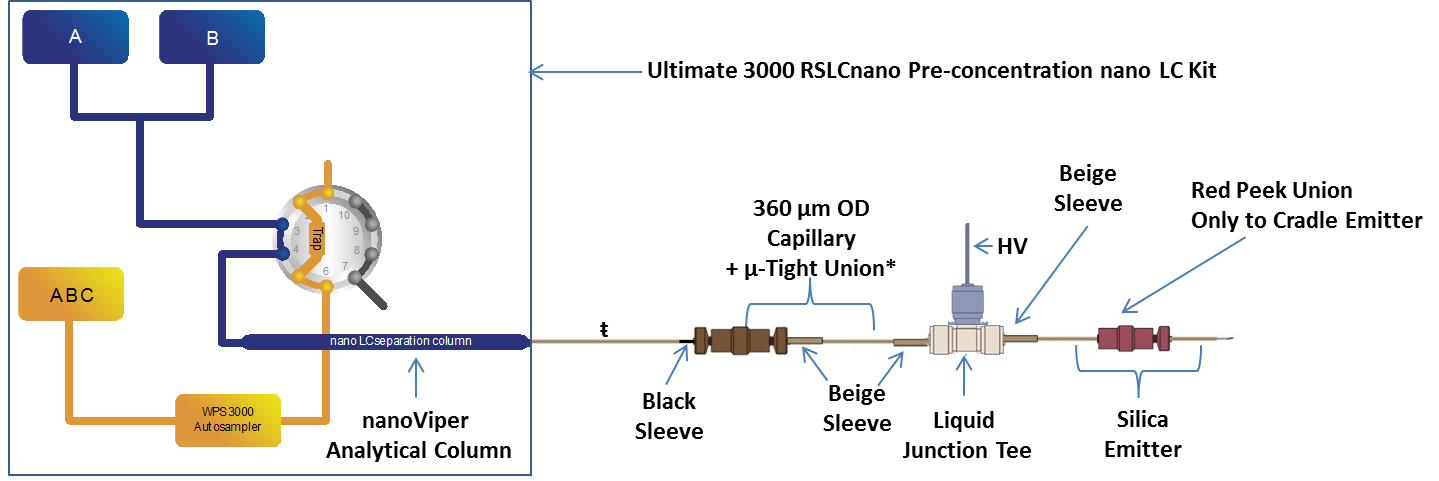 A
B
Ultimate 3000 RSLCnano Pre-concentration nano LC Kit
1
10
3
9
Trap
4
8
7
6
ABC
nano LCseparation column
WPS3000
Autosampler
nanoViper
Analytical Column
ŧ
Black
Sleeve
360 µm OD
Capillary
+ µ-Tight Union*
Beige
Sleeve
HV
Liquid
Junction Tee
Beige
Sleeve
Red Peek Union
Only to Cradle Emitter
Silica
Emitter